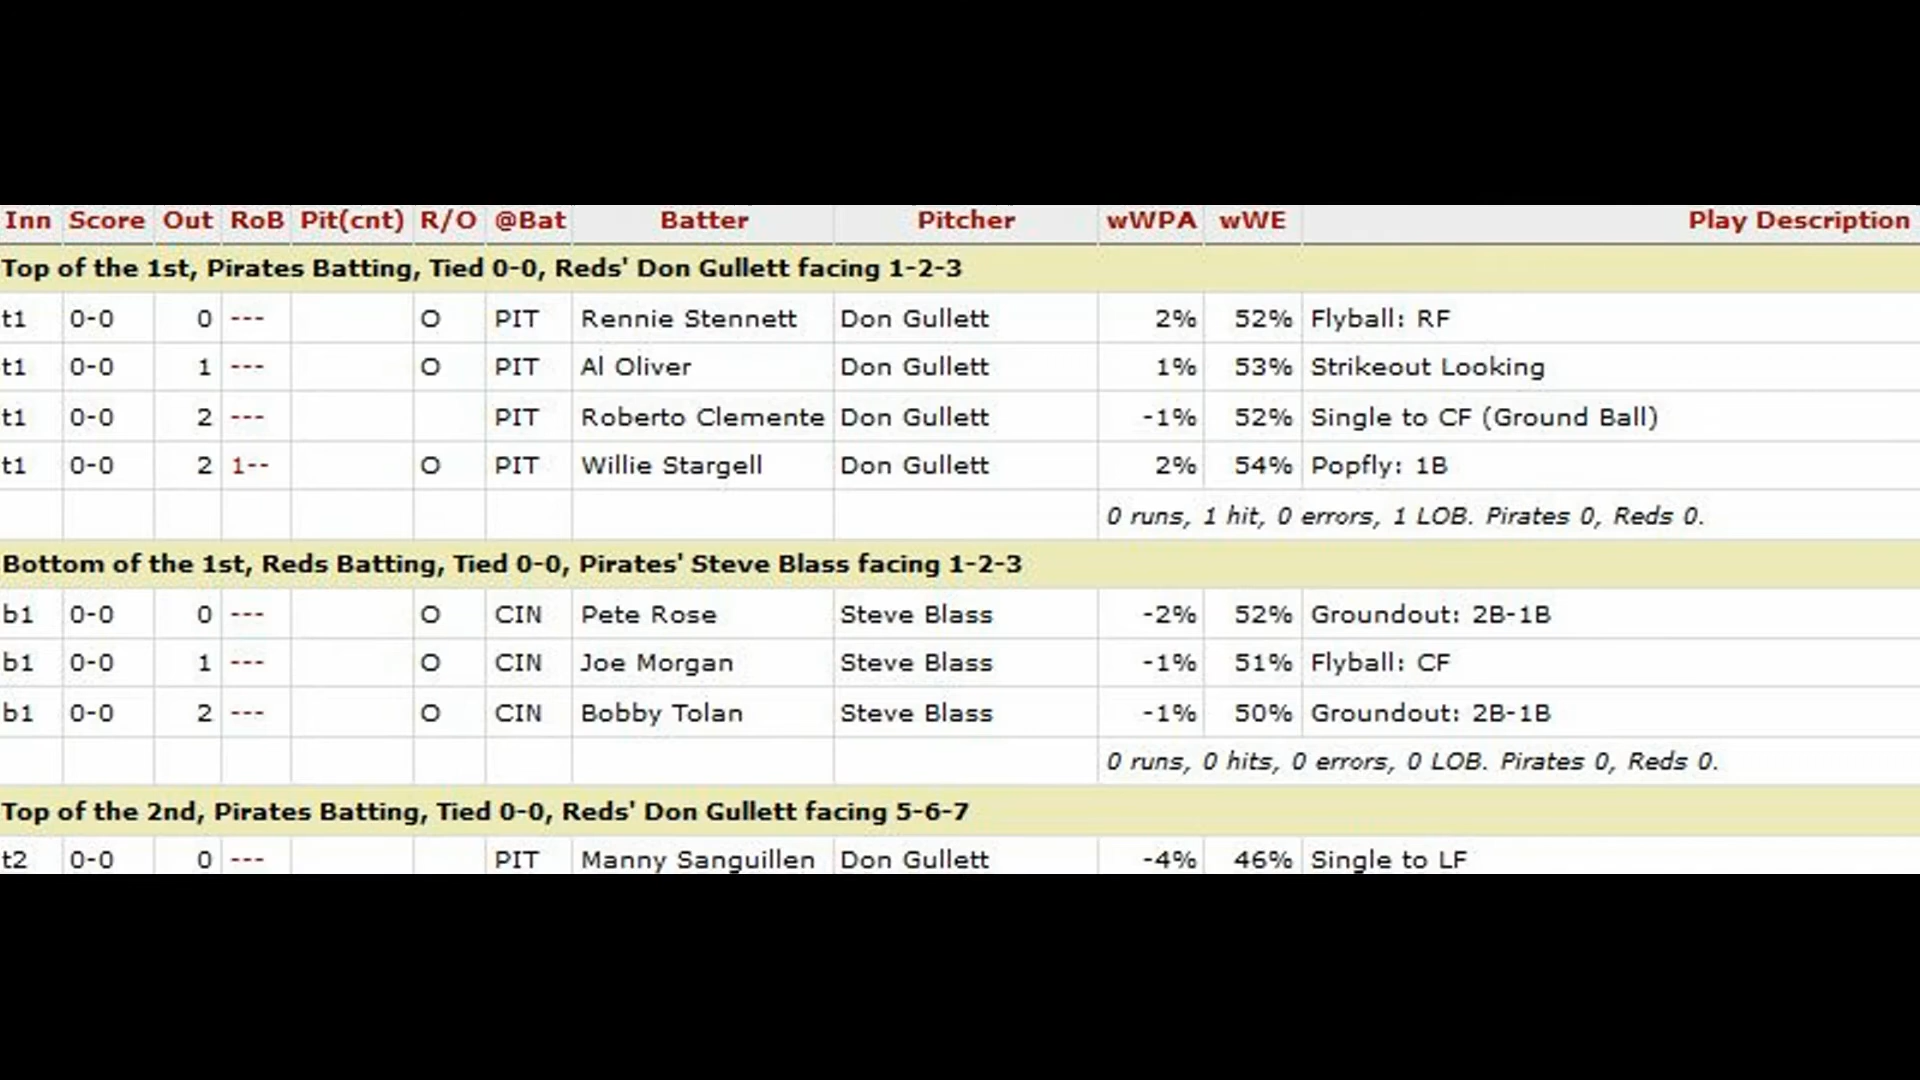 Inn Score Out RoB Pit(cnt) R/O @Bat Batter Pitcher wWPA wWE Play Description
Top of the 1st, Pirates Batting, Tied 0-0, Reds' Don Gullett facing 1-2-3
t1 0-0 0 --- O PIT Rennie Stennett Don Gullett 2% 52% Flyball: RF
t1 0-0 1 --- O PIT Al Oliver Don Gullett 1% 53% Strikeout Looking
t1 0-0 2 --- PIT Roberto Clemente Don Gullett -1% 52% Single to CF (Ground Ball)
t1 0-0 2 1-- O PIT Willie Stargell Don Gullett 2% 54% Popfly: 1B
0 runs, 1 hit, 0 errors, 1 LOB. Pirates 0, Reds 0.
Bottom of the 1st, Reds Batting, Tied 0-0, Pirates' Steve Blass facing 1-2-3
b1 0-0 0 --- O CIN Pete Rose Steve Blass -2% 52% Groundout: 2B-1B
b1 0-0 1 --- O CIN Joe Morgan Steve Blass -1% 51% Flyball: CF
b1 0-0 2 --- O CIN Bobby Tolan Steve Blass -1% 50% Groundout: 2B-1B
0 runs, 0 hits, 0 errors, 0 LOB. Pirates 0, Reds 0.
Top of the 2nd, Pirates Batting, Tied 0-0, Reds' Don Gullett facing 5-6-7
t2 0-0 0 --- PIT Manny Sanguillen Don Gullett -4% 46% Single to LF